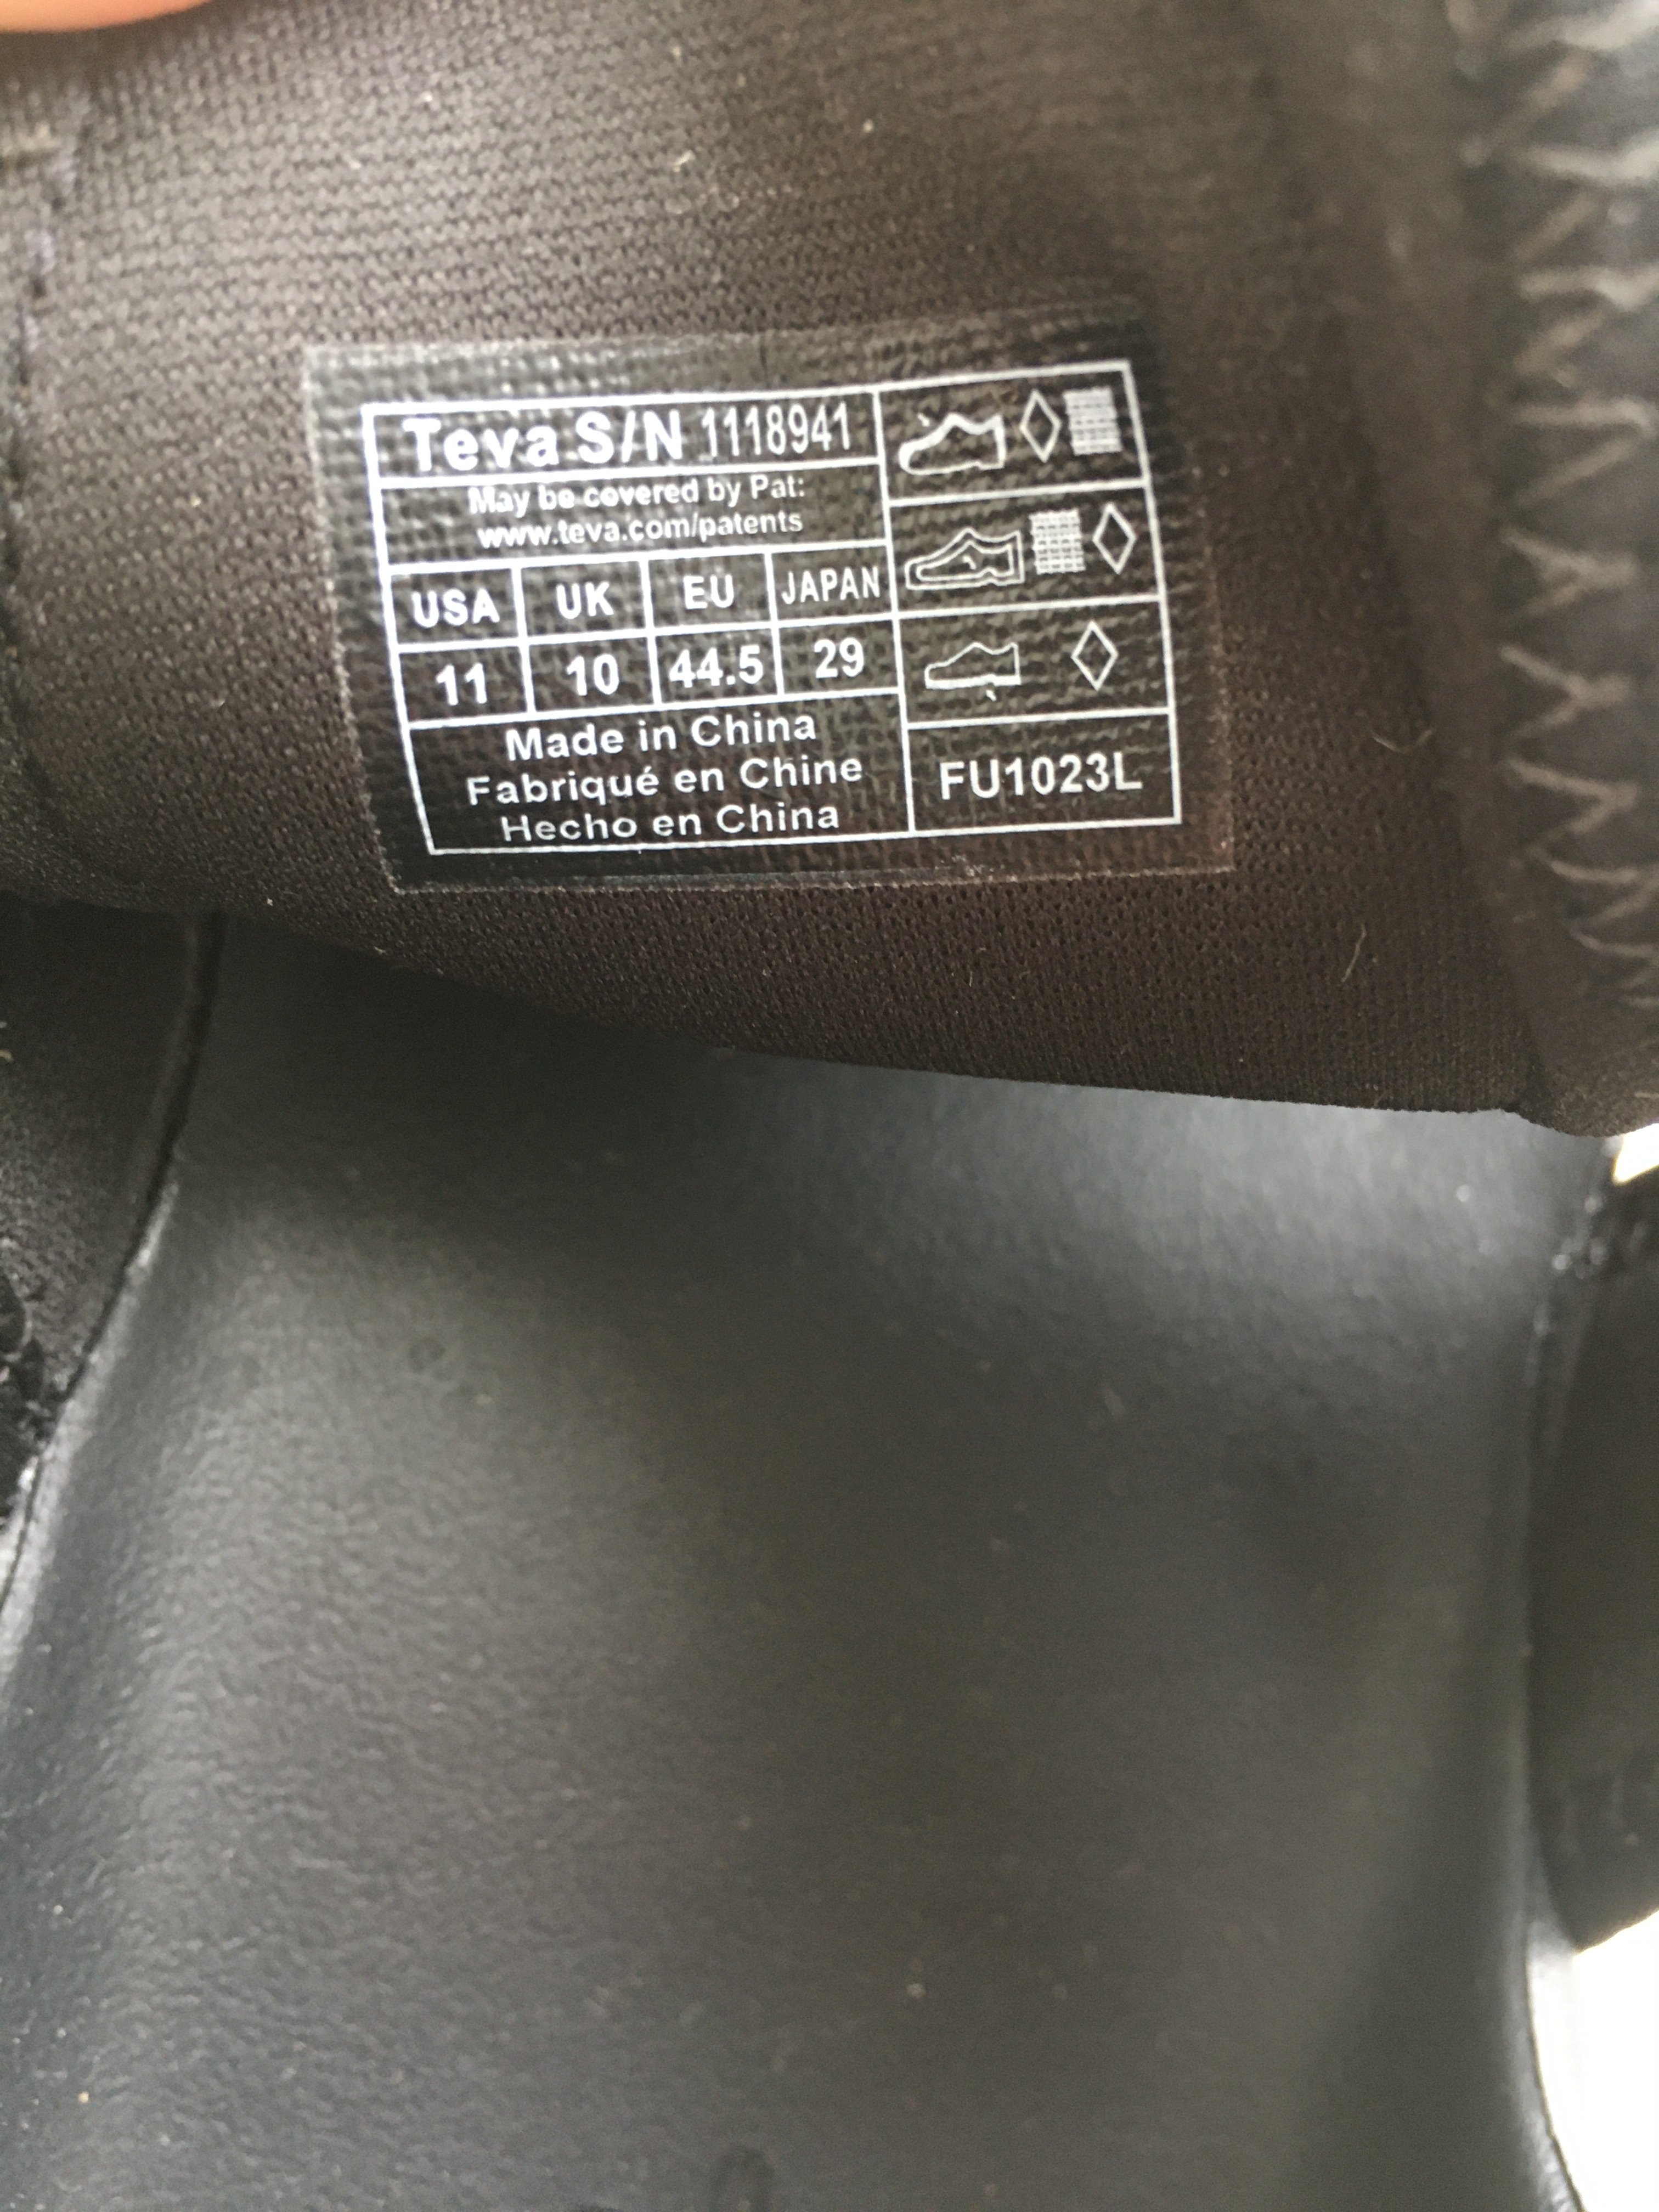 Teva S/N 1118941
May be covered by Pat:
www.teva.com/patents
USA UK EU JAPAN
11 10 44.5 29
Made in China
Fabriqué en Chine
Hecho en China
FU1023L